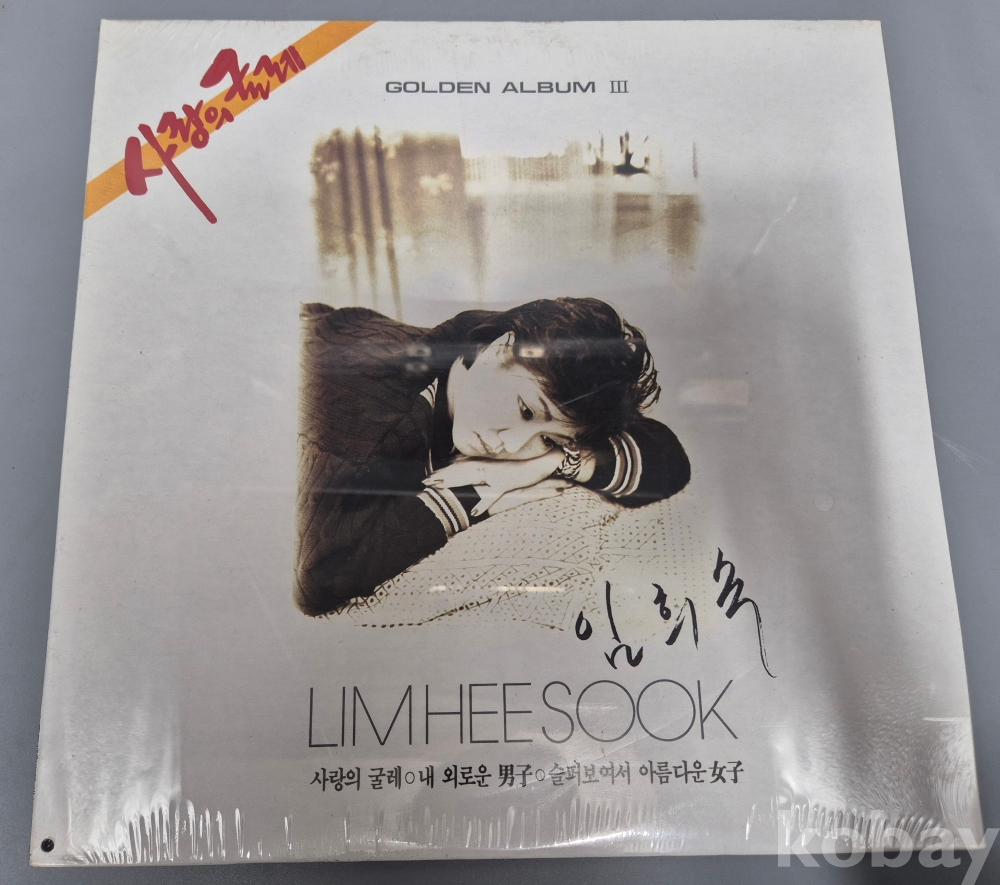 사랑의 굴레
GOLDEN ALBUM III
임희숙
LIM HEE SOOK
사랑의 굴레○내 외로운 男子○슬퍼보여서 아름다운 女子
kobay